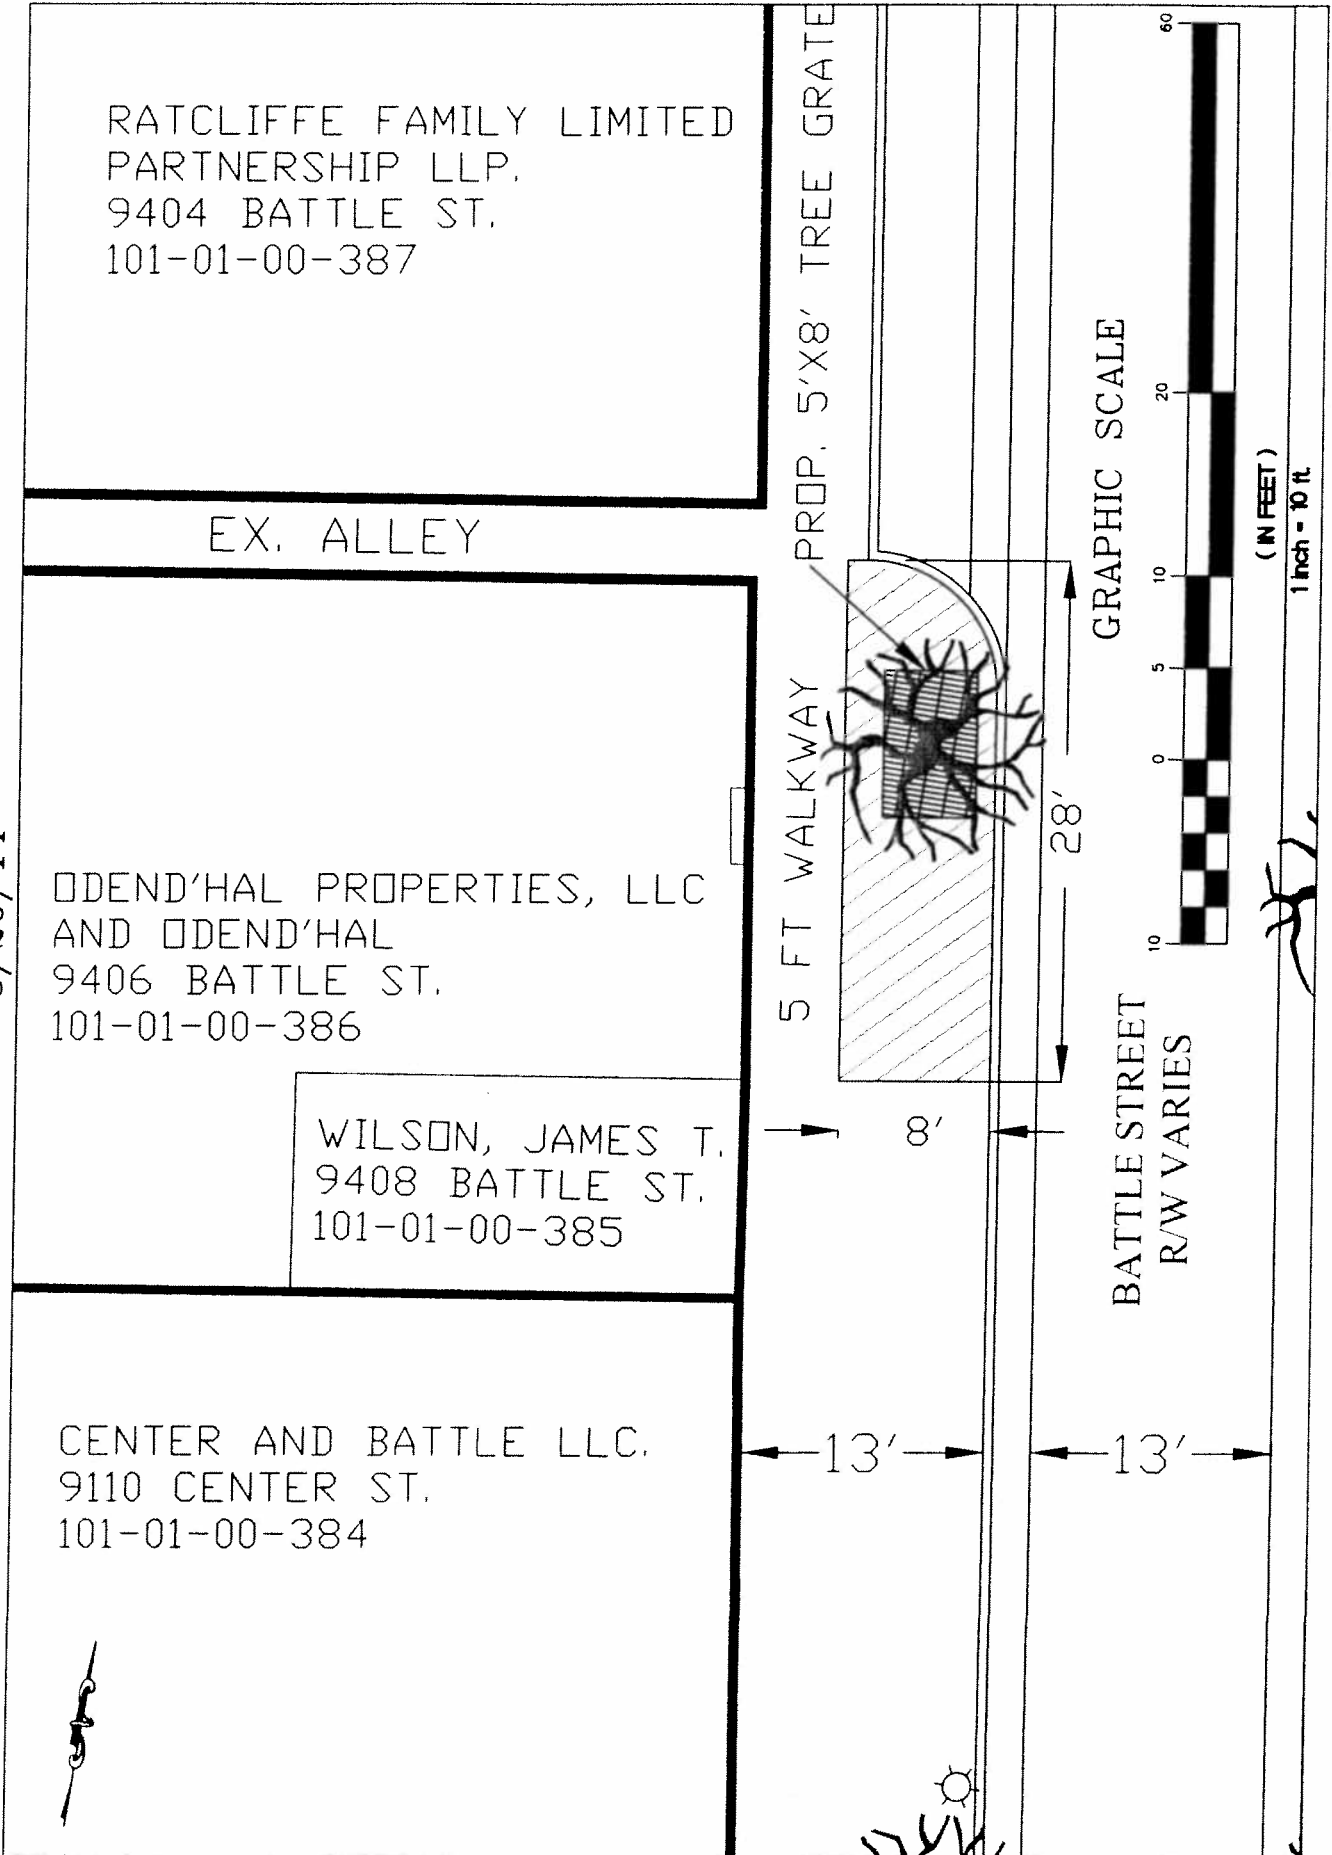 RATCLIFFE FAMILY LIMITED
PARTNERSHIP LLP.
9404 BATTLE ST.
101-01-00-387
EX. ALLEY
ODEND'HAL PROPERTIES, LLC
AND ODEND'HAL
9406 BATTLE ST.
101-01-00-386
WILSON, JAMES T.
9408 BATTLE ST.
101-01-00-385
CENTER AND BATTLE LLC.
9110 CENTER ST.
101-01-00-384
PROP. 5'X8' TREE GRATE
5 FT WALKWAY
28'
8'
13'
13'
GRAPHIC SCALE
10
0
5
10
20
60
( IN FEET )
1 inch = 10 ft.
BATTLE STREET
R/W VARIES